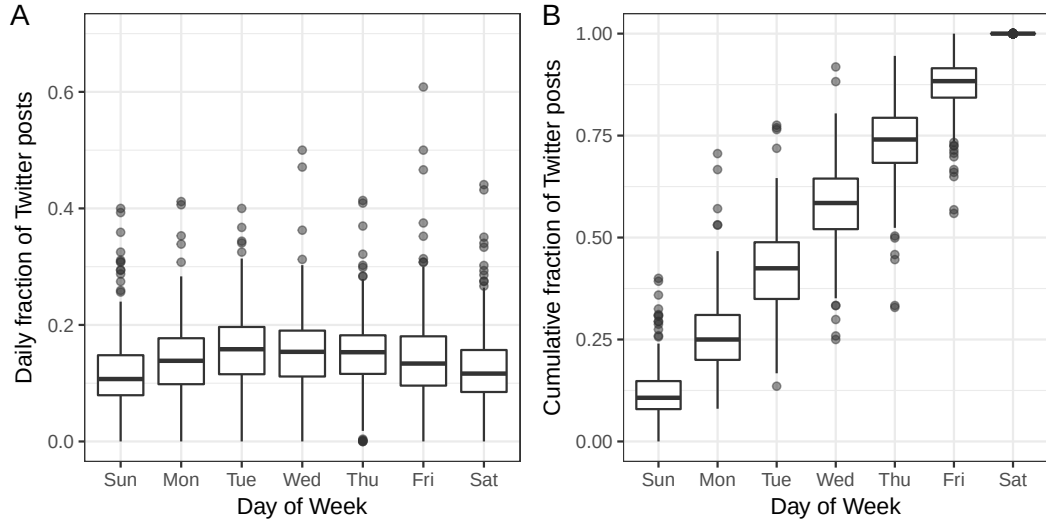 A
Daily fraction of Twitter posts
0.6
0.4
0.2
0.0
Sun Mon Tue Wed Thu Fri Sat
Day of Week
B
Cumulative fraction of Twitter posts
1.00
0.75
0.50
0.25
0.00
Sun Mon Tue Wed Thu Fri Sat
Day of Week